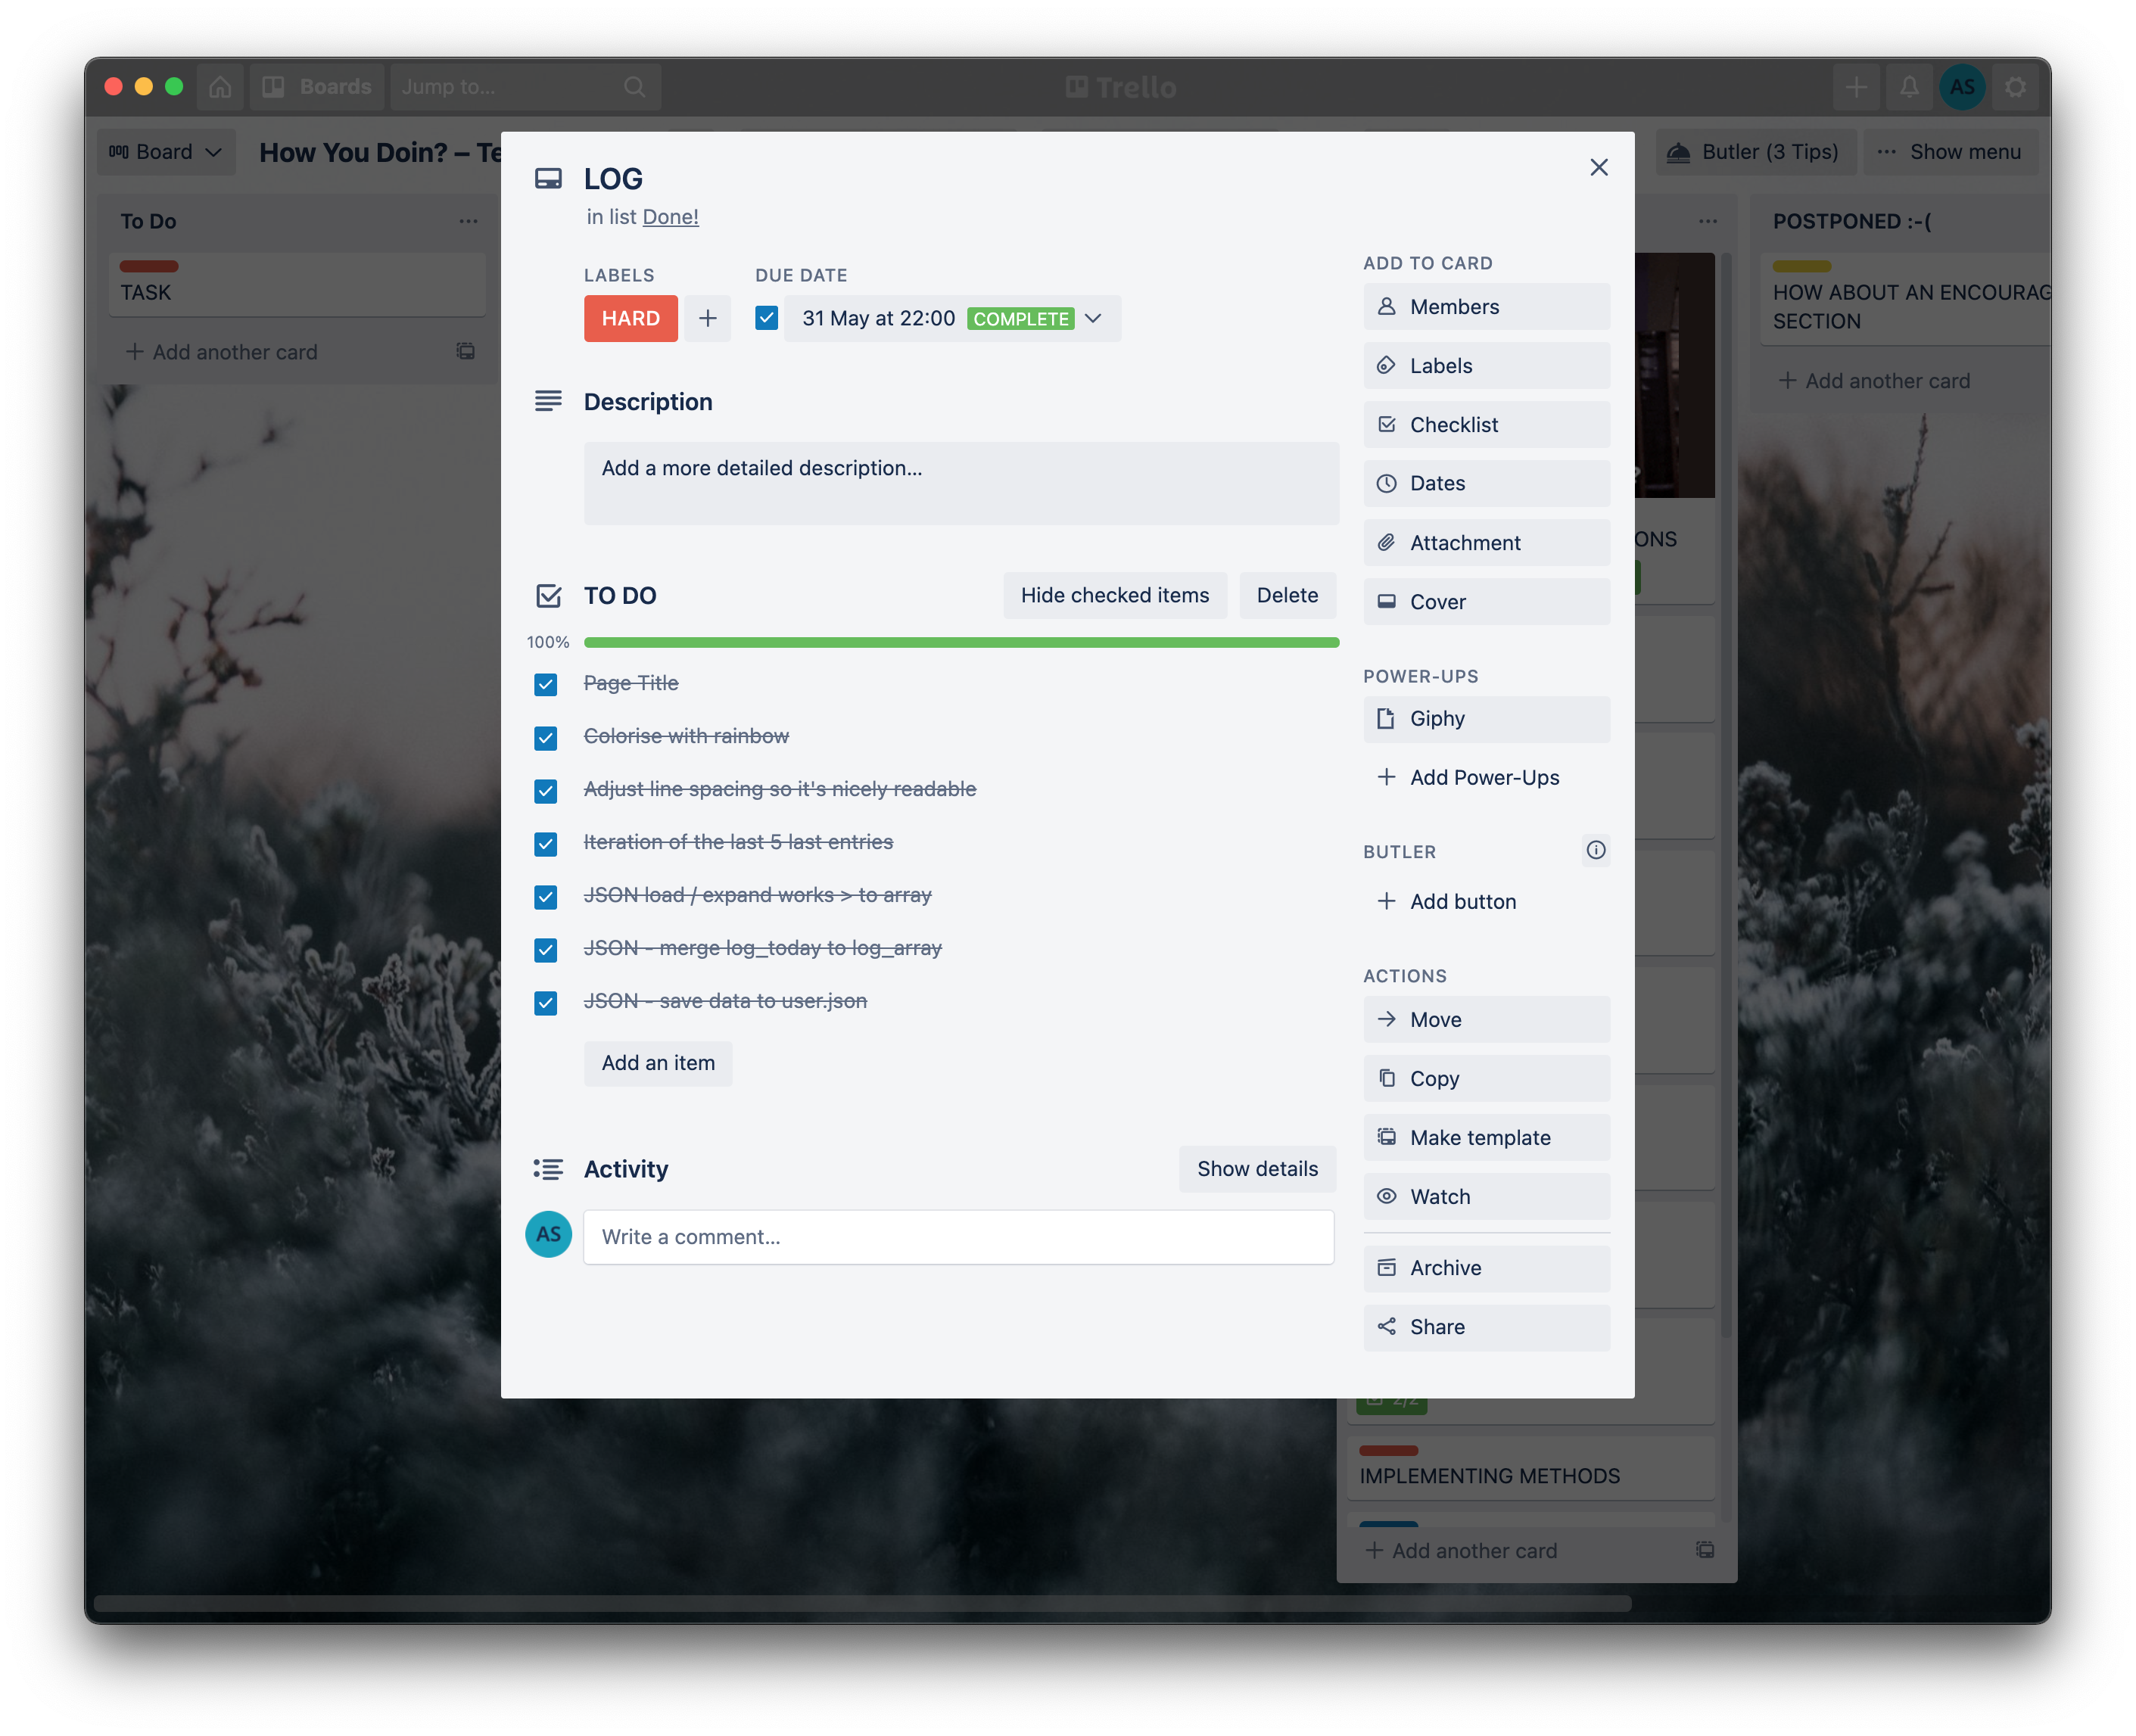 Boards
Jump to...
Trello
AS
Board
How You Doin? –
Butler (3 Tips)
Show menu
To Do
TASK
Add another card
LOG
in list Done!
LABELS
HARD
DUE DATE
31 May at 22:00 COMPLETE
Description
Add a more detailed description...
TO DO
Hide checked items
Delete
100%
Page Title
Colorise with rainbow
Adjust line spacing so it's nicely readable
Iteration of the last 5 last entries
JSON load / expand works > to array
JSON - merge log_today to log_array
JSON - save data to user.json
Add an item
Activity
Show details
AS
Write a comment...
ADD TO CARD
Members
Labels
Checklist
Dates
Attachment
Cover
POWER-UPS
Giphy
Add Power-Ups
BUTLER
Add button
ACTIONS
Move
Copy
Make template
Watch
Archive
Share
2/2
IMPLEMENTING METHODS
Add another card
POSTPONED :-(
HOW ABOUT AN ENCOURAG
SECTION
Add another card